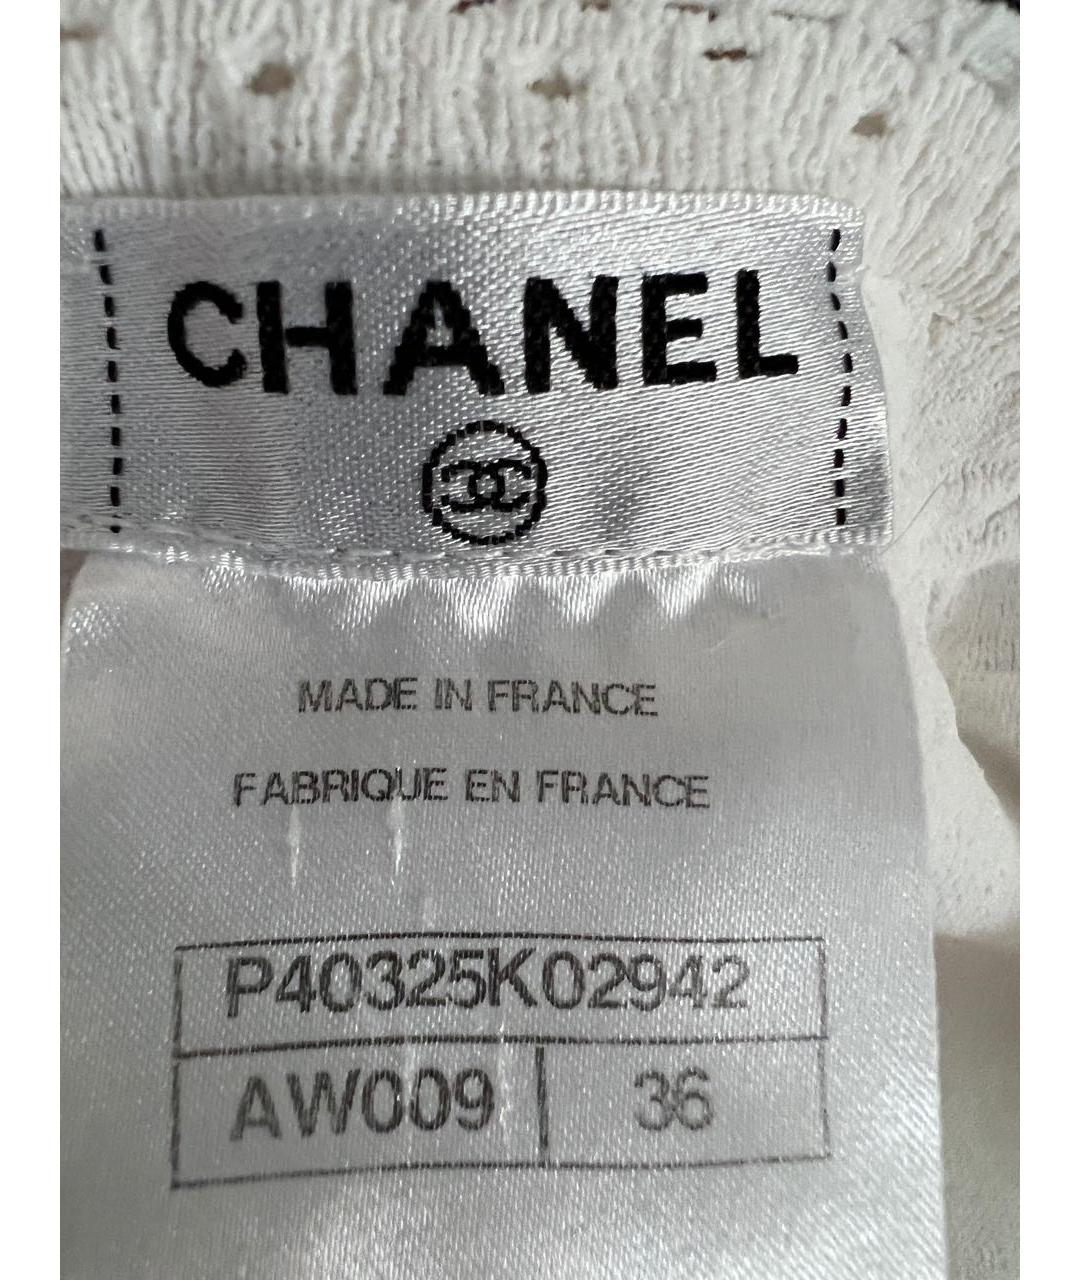 CHANEL
MADE IN FRANCE
FABRIQUE EN FRANCE
P40325K02942
AW009 36